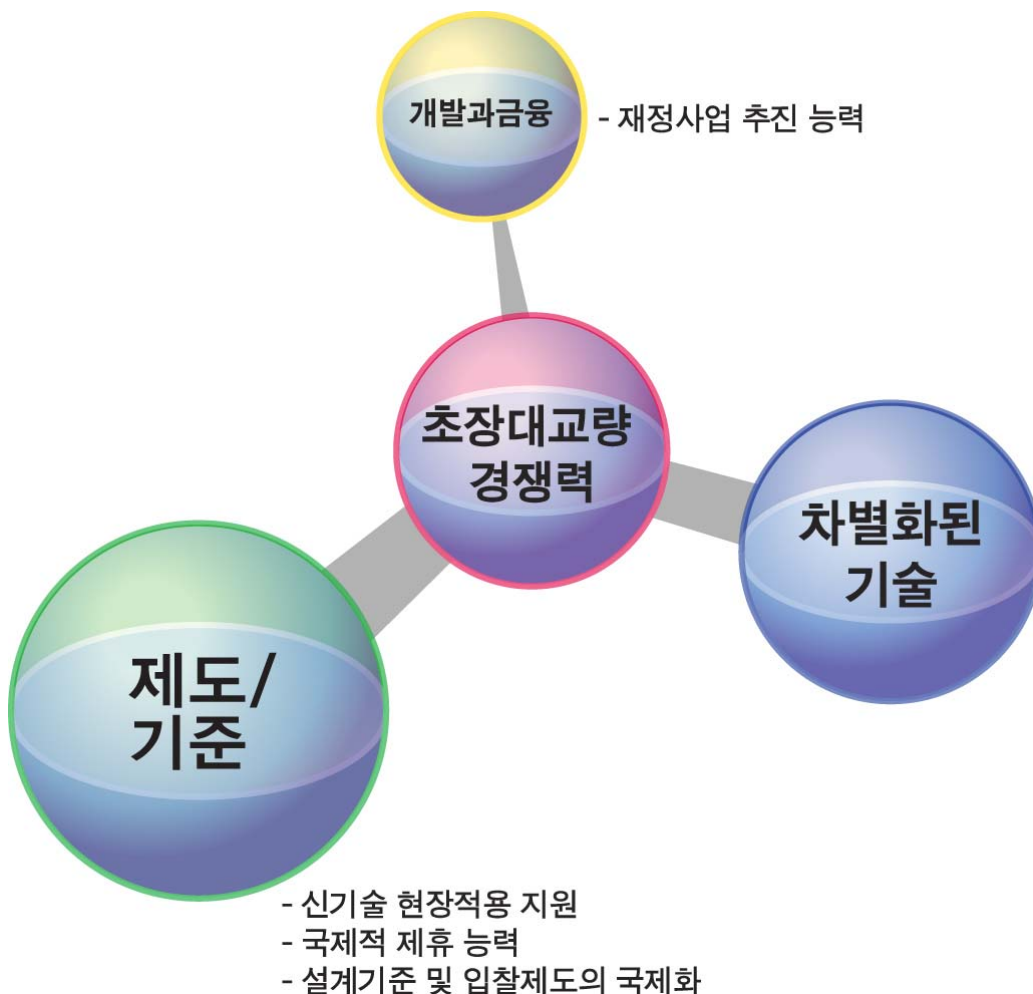 개발과금융
- 재정사업 추진 능력
초장대교량
경쟁력
차별화된
기술
제도/
기준
- 신기술 현장적용 지원
- 국제적 제휴 능력
- 설계기준 및 입찰제도의 국제화